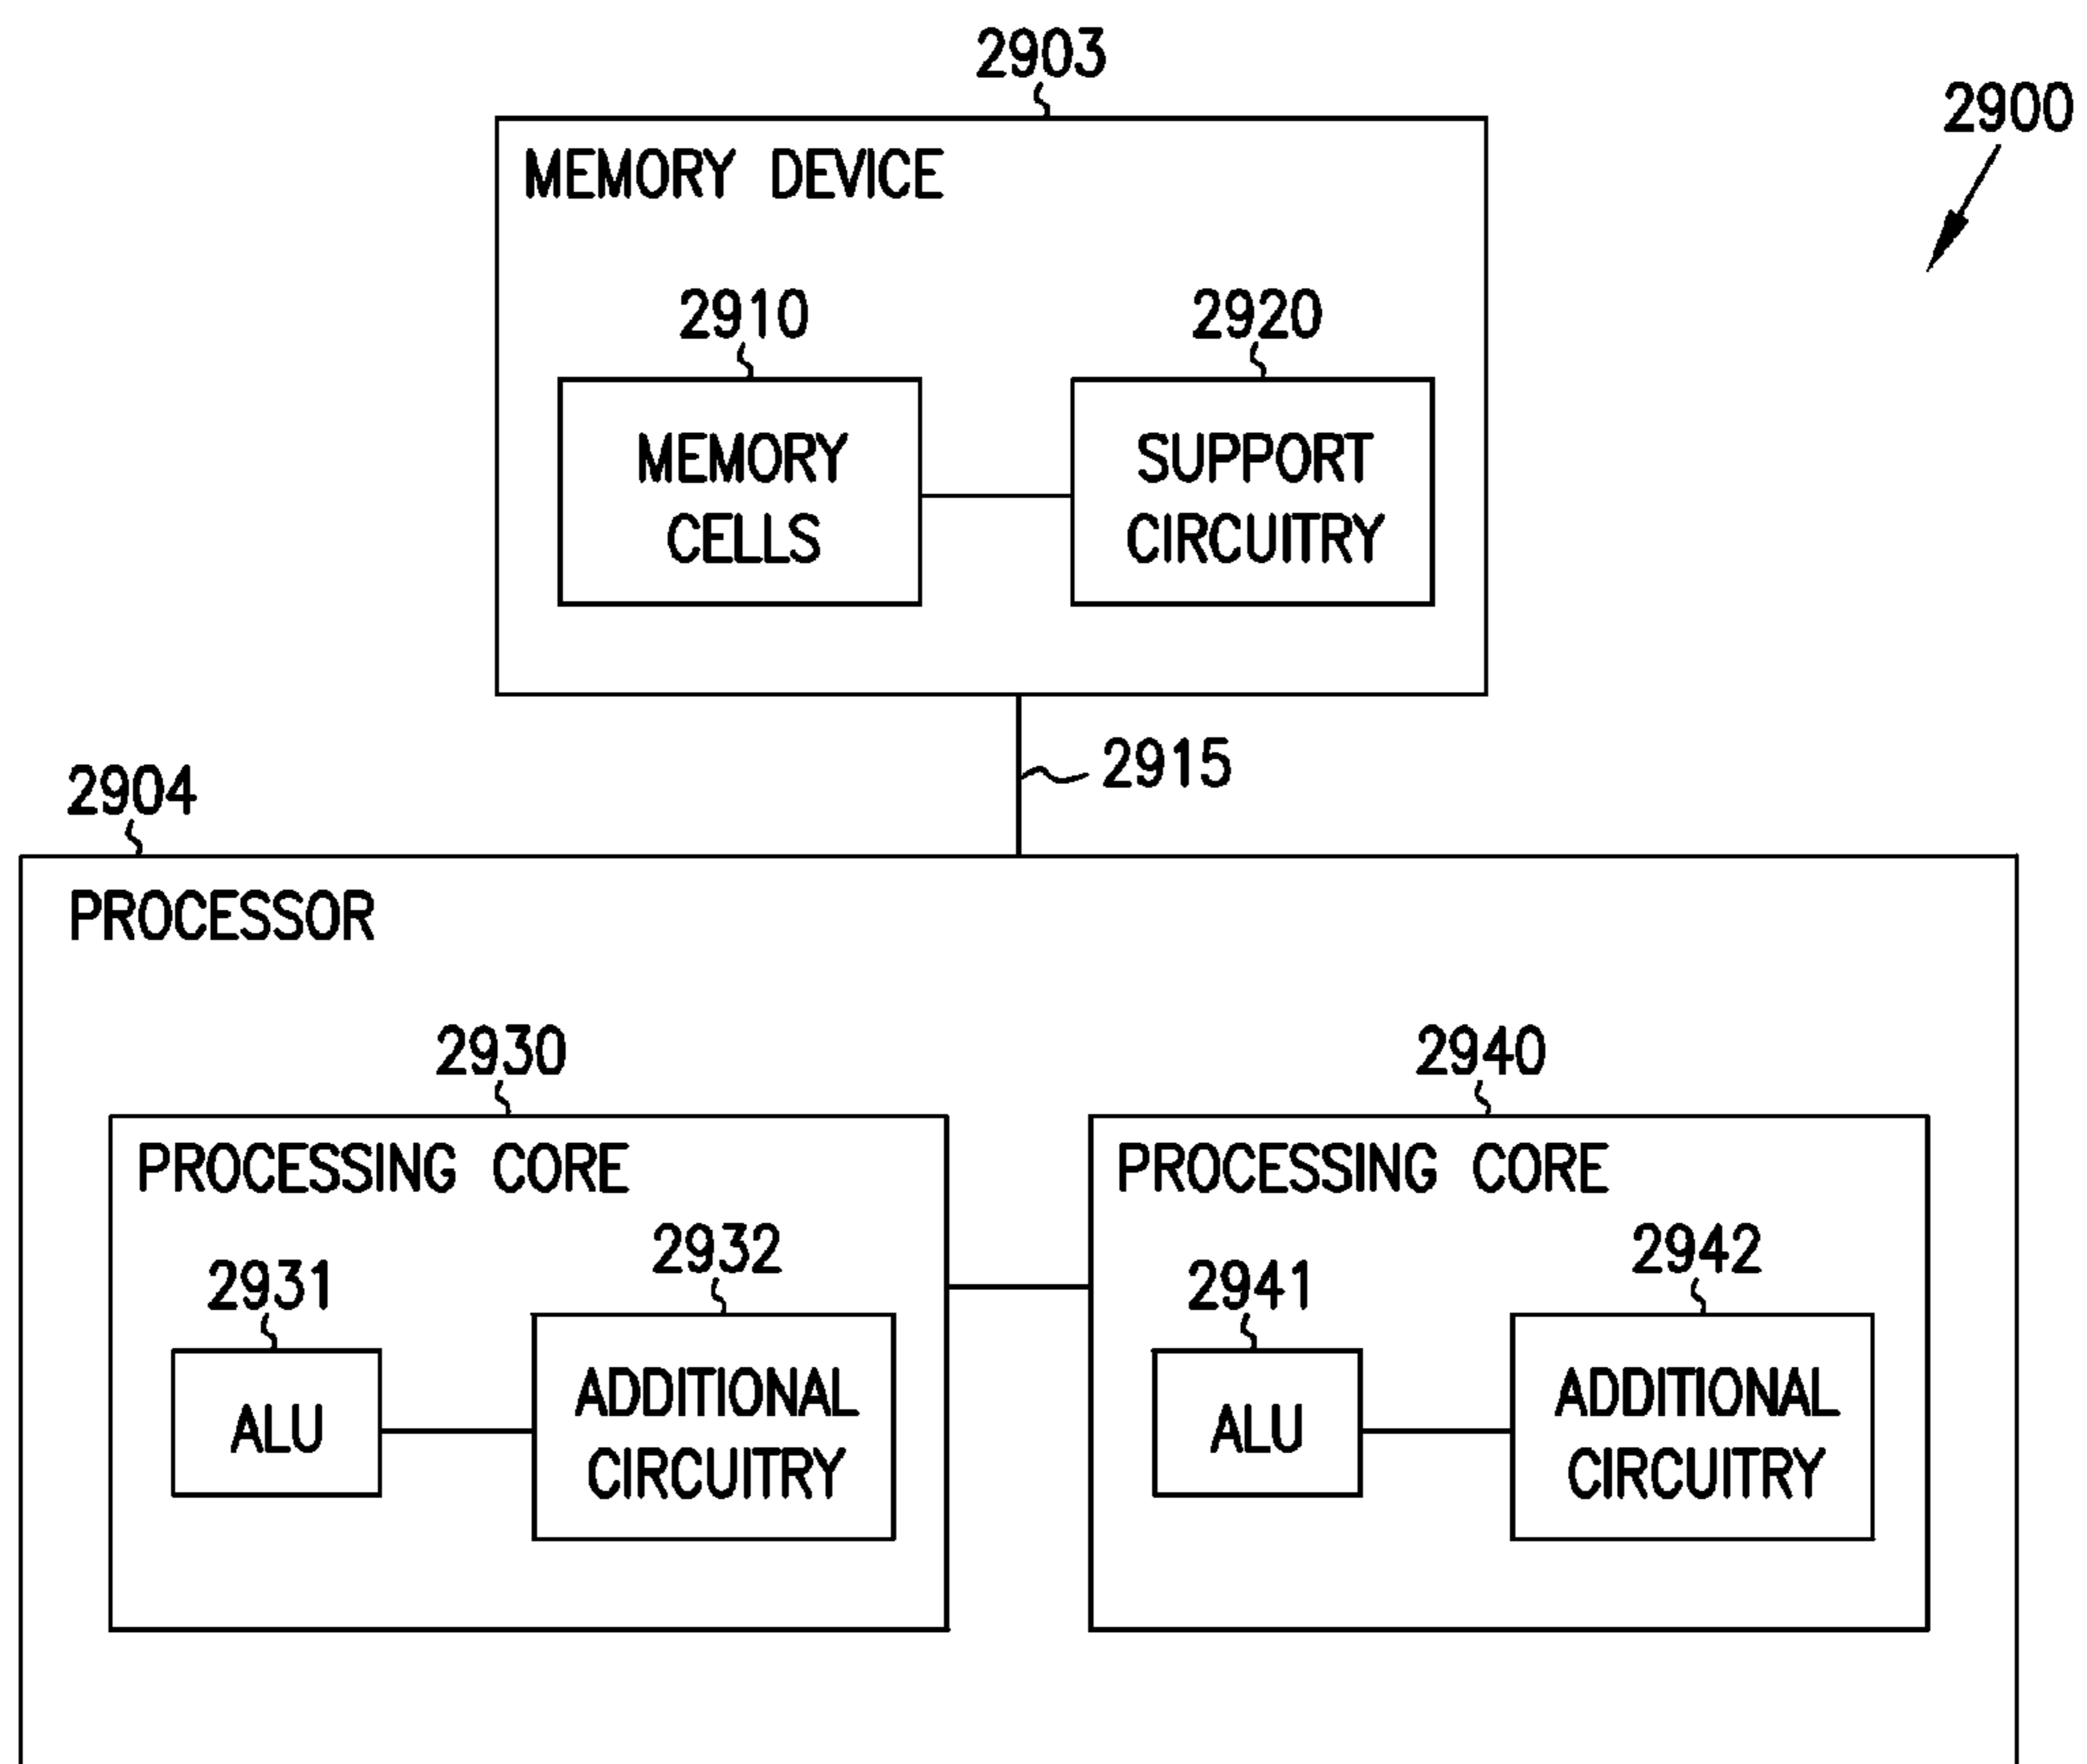 2903
2900
MEMORY DEVICE
2910
2920
MEMORY
CELLS
SUPPORT
CIRCUITRY
2915
2904
PROCESSOR
2930
2940
PROCESSING CORE
PROCESSING CORE
2931
2932
2941
2942
ALU
ADDITIONAL
CIRCUITRY
ALU
ADDITIONAL
CIRCUITRY